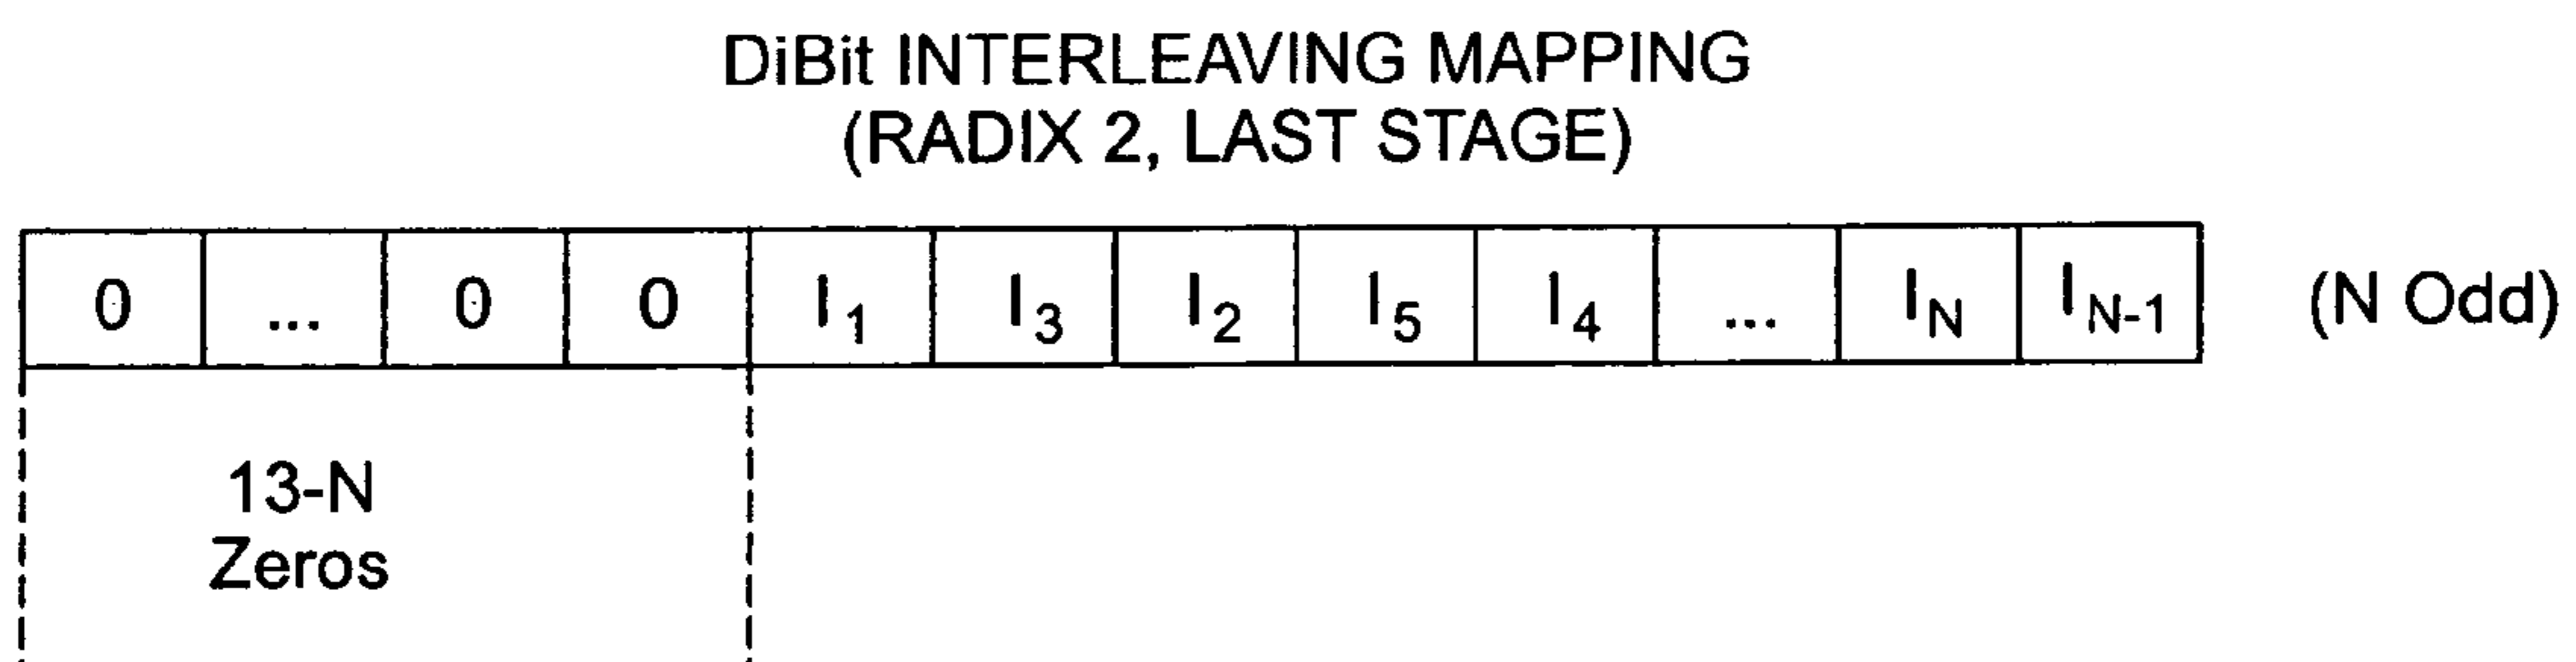 DiBit INTERLEAVING MAPPING
(RADIX 2, LAST STAGE)
0 ... 0 0 I1 I3 I2 I5 I4 ... IN IN-1 (N Odd)
13-N
Zeros